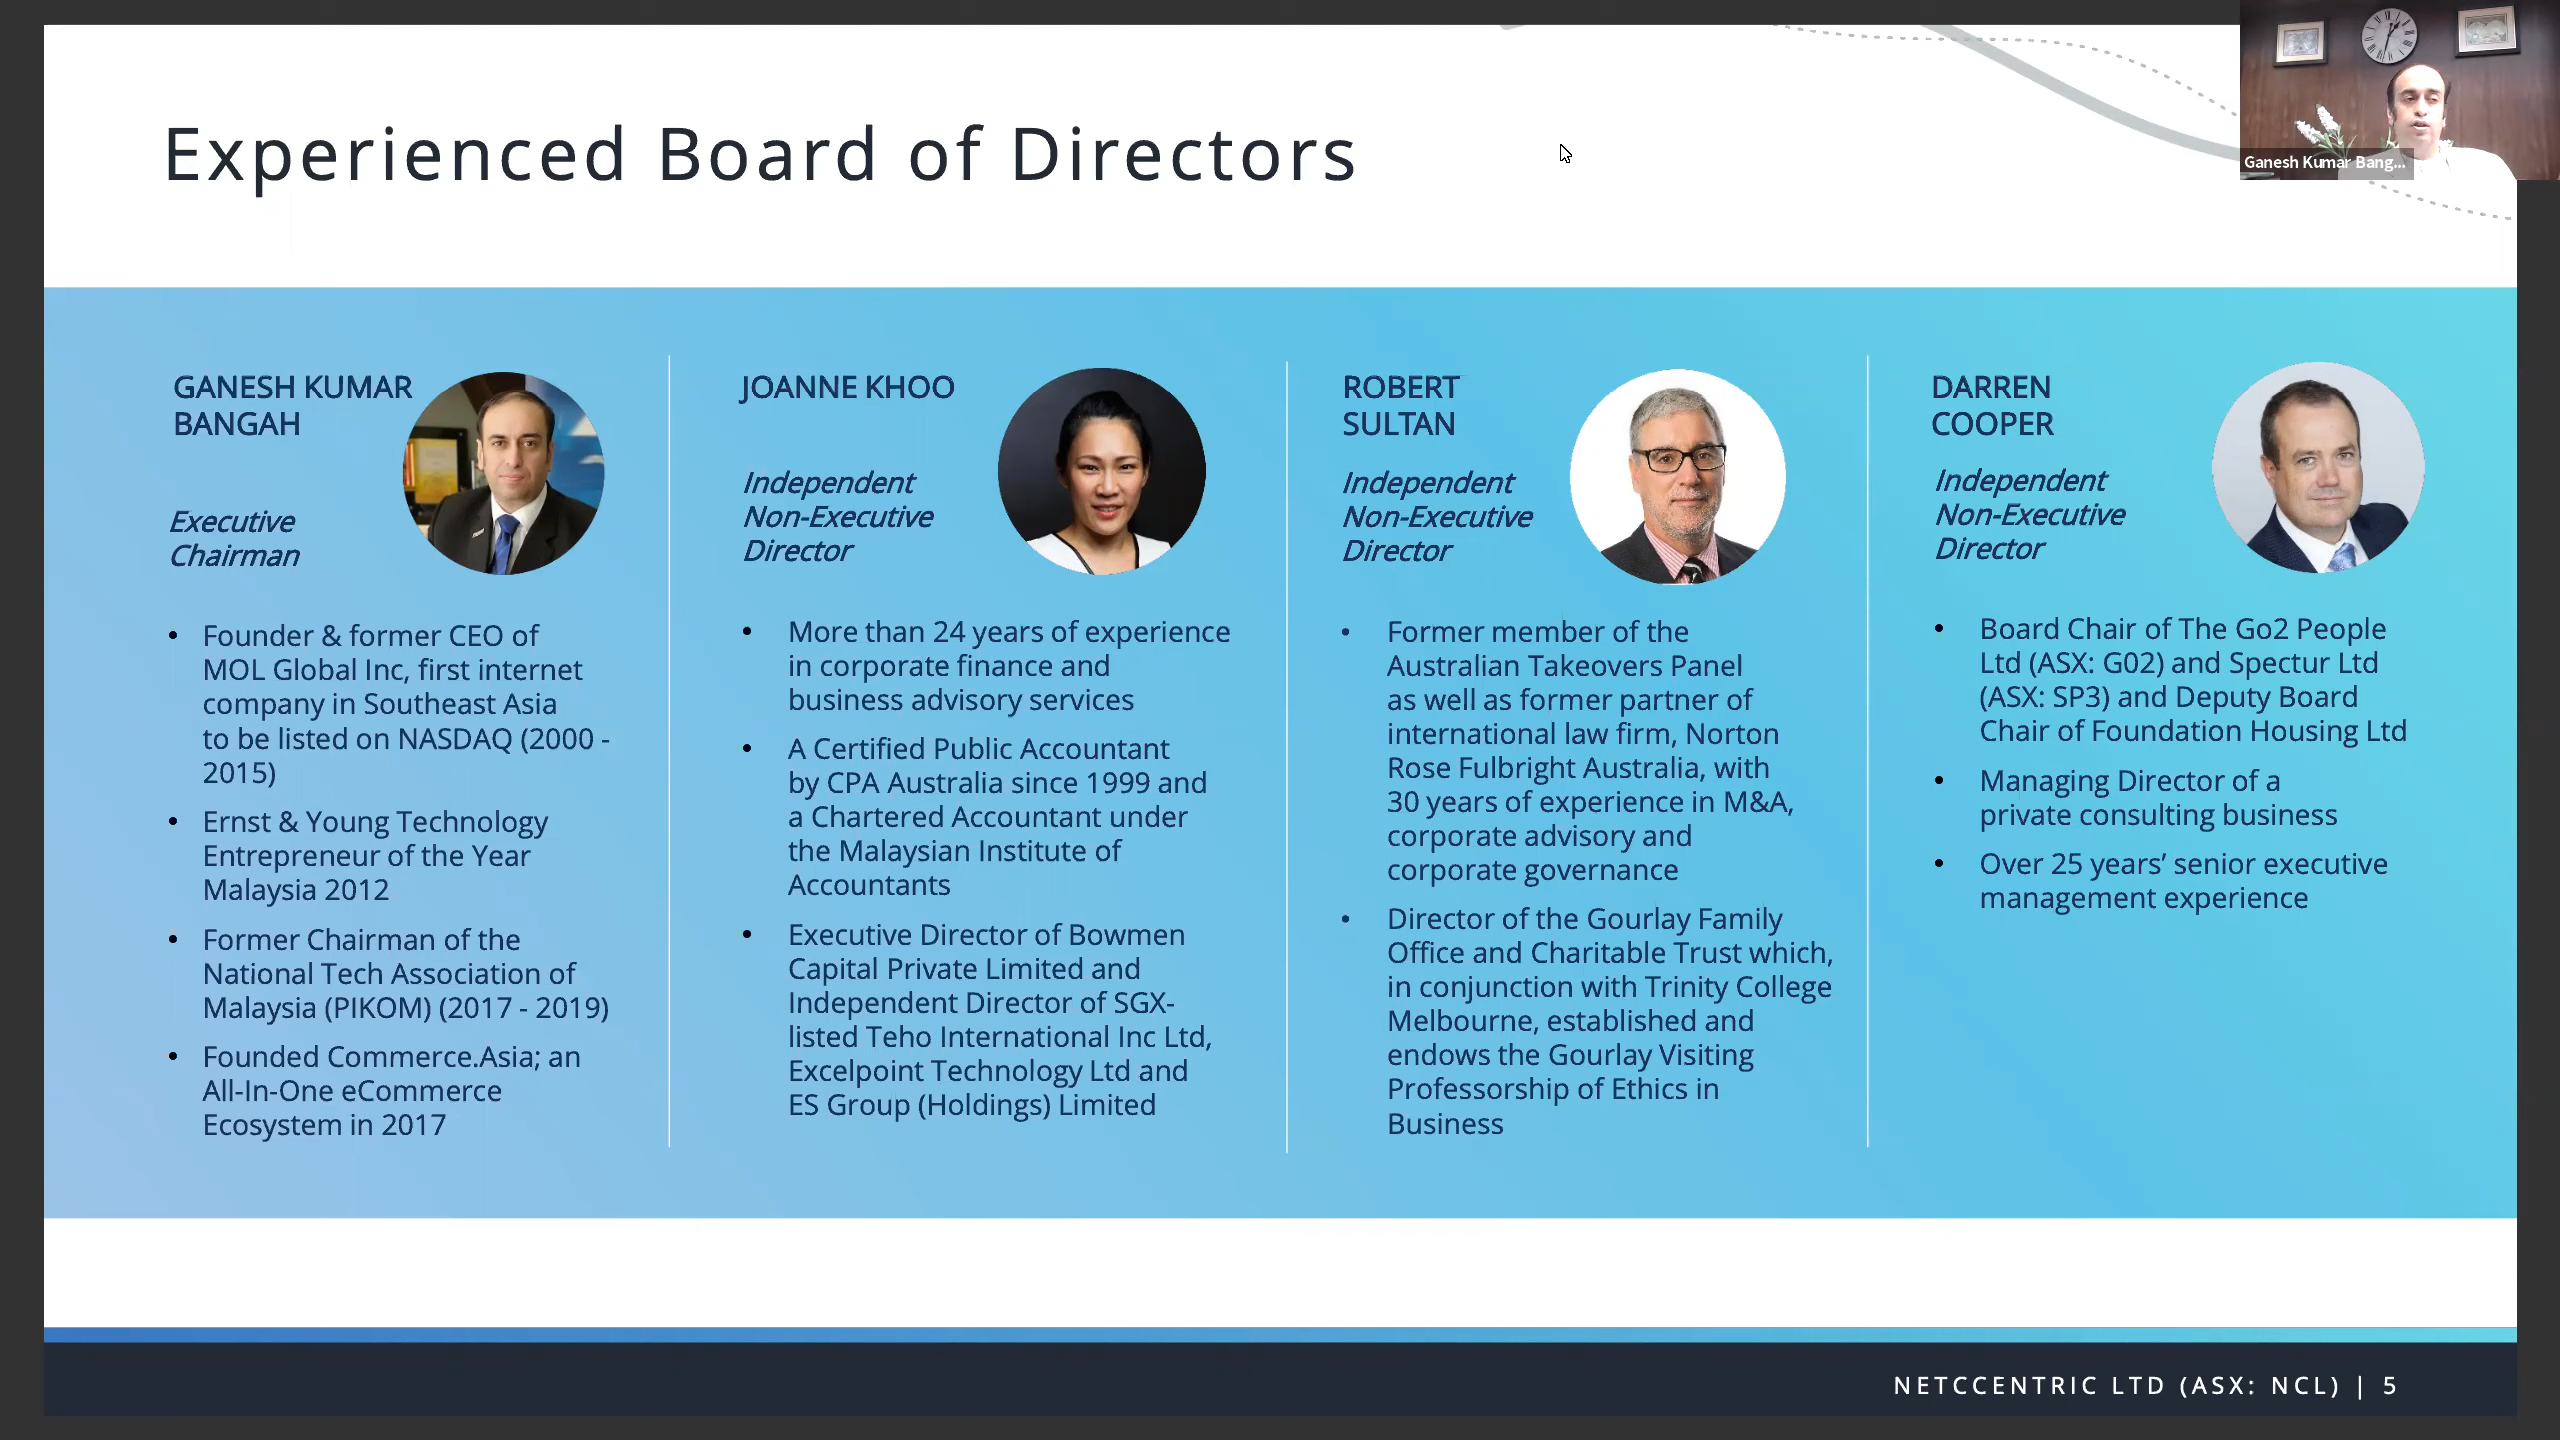 Experienced Board of Directors
Ganesh Kumar Bang...
GANESH KUMAR
BANGAH
Executive
Chairman
• Founder & former CEO of
MOL Global Inc, first internet
company in Southeast Asia
to be listed on NASDAQ (2000 -
2015)
• Ernst & Young Technology
Entrepreneur of the Year
Malaysia 2012
• Former Chairman of the
National Tech Association of
Malaysia (PIKOM) (2017 - 2019)
• Founded Commerce.Asia; an
All-In-One eCommerce
Ecosystem in 2017
JOANNE KHOO
Independent
Non-Executive
Director
• More than 24 years of experience
in corporate finance and
business advisory services
• A Certified Public Accountant
by CPA Australia since 1999 and
a Chartered Accountant under
the Malaysian Institute of
Accountants
• Executive Director of Bowmen
Capital Private Limited and
Independent Director of SGX-
listed Teho International Inc Ltd,
Excelpoint Technology Ltd and
ES Group (Holdings) Limited
ROBERT
SULTAN
Independent
Non-Executive
Director
• Former member of the
Australian Takeovers Panel
as well as former partner of
international law firm, Norton
Rose Fulbright Australia, with
30 years of experience in M&A,
corporate advisory and
corporate governance
• Director of the Gourlay Family
Office and Charitable Trust which,
in conjunction with Trinity College
Melbourne, established and
endows the Gourlay Visiting
Professorship of Ethics in
Business
DARREN
COOPER
Independent
Non-Executive
Director
• Board Chair of The Go2 People
Ltd (ASX: G02) and Spectur Ltd
(ASX: SP3) and Deputy Board
Chair of Foundation Housing Ltd
• Managing Director of a
private consulting business
• Over 25 years’ senior executive
management experience
NETCCENTRIC LTD (ASX: NCL) | 5